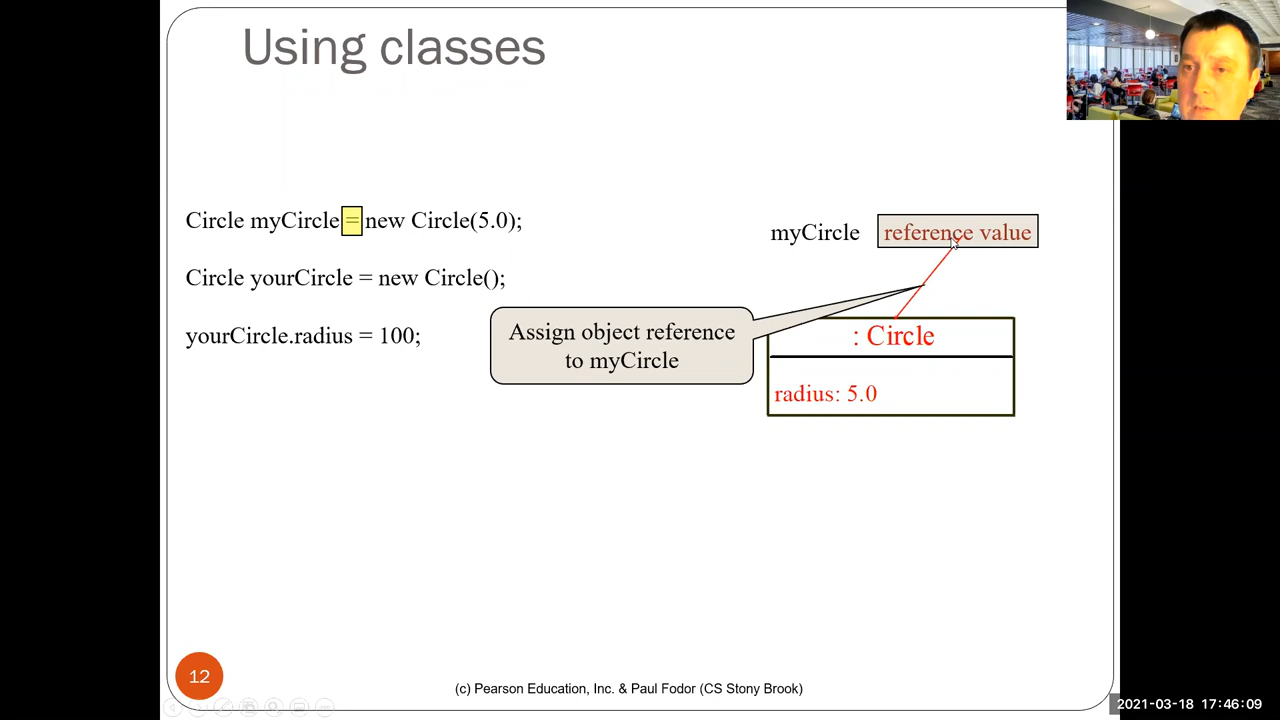 Using classes
Circle myCircle = new Circle(5.0);
myCircle reference value
Circle yourCircle = new Circle();
yourCircle.radius = 100;
Assign object reference
to myCircle
: Circle
radius: 5.0
12
(c) Pearson Education, Inc. & Paul Fodor (CS Stony Brook)
2021-03-18 17:46:09